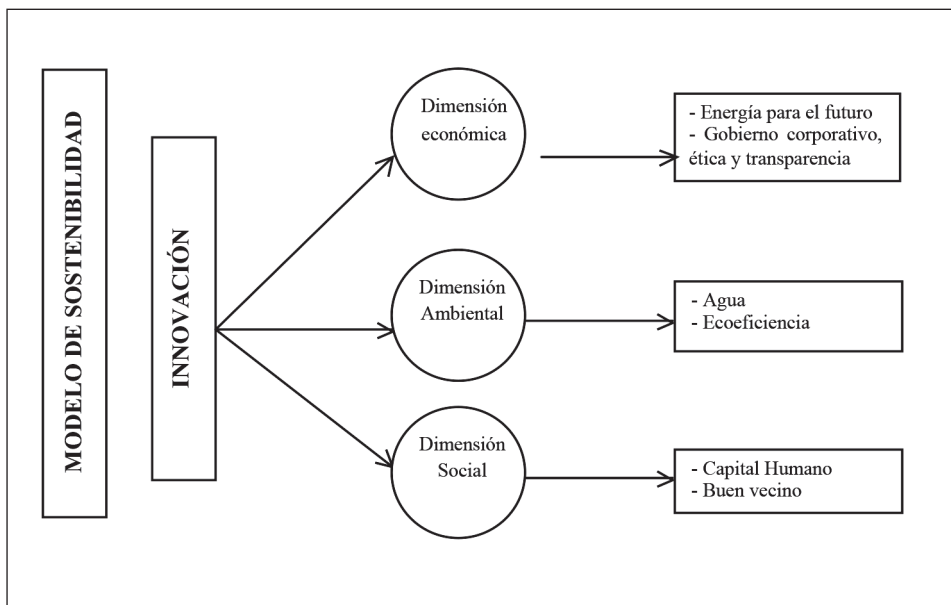 MODELO DE SOSTENIBILIDAD
INNOVACIÓN
Dimensión
económica
- Energía para el futuro
- Gobierno corporativo,
ética y transparencia
Dimensión
Ambiental
- Agua
- Ecoeficiencia
Dimensión
Social
- Capital Humano
- Buen vecino